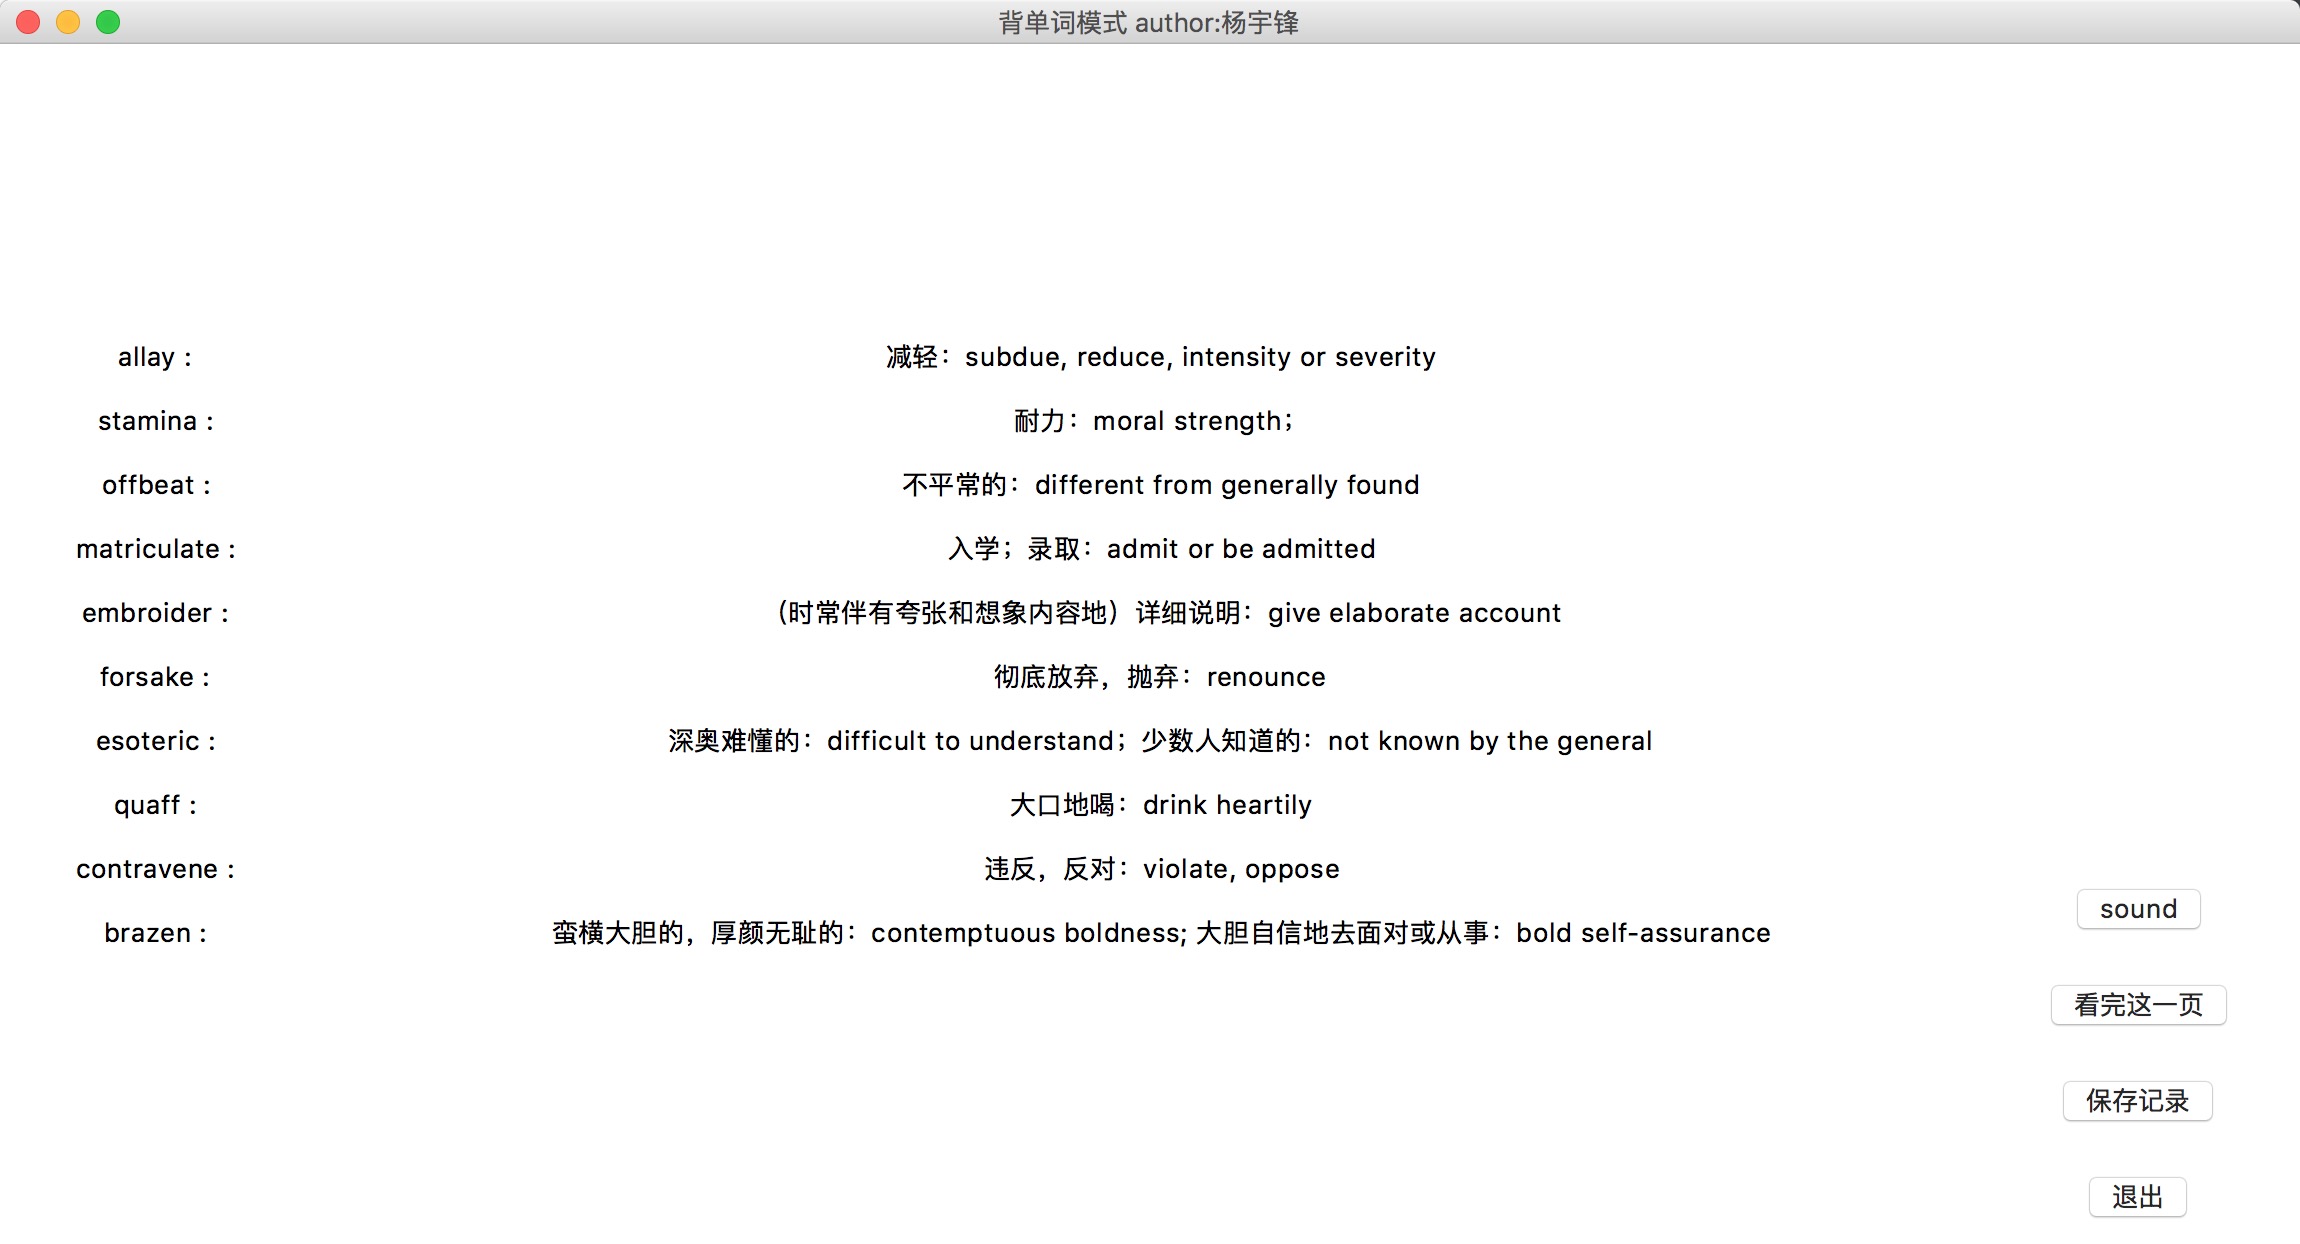 背单词模式 author:杨宇锋
allay : 减轻：subdue, reduce, intensity or severity
stamina : 耐力：moral strength；
offbeat : 不平常的：different from generally found
matriculate : 入学；录取：admit or be admitted
embroider : （时常伴有夸张和想象内容地）详细说明：give elaborate account
forsake : 彻底放弃，抛弃：renounce
esoteric : 深奥难懂的：difficult to understand；少数人知道的：not known by the general
quaff : 大口地喝：drink heartily
contravene : 违反，反对：violate, oppose
brazen : 蛮横大胆的，厚颜无耻的：contemptuous boldness; 大胆自信地去面对或从事：bold self-assurance
sound
看完这一页
保存记录
退出